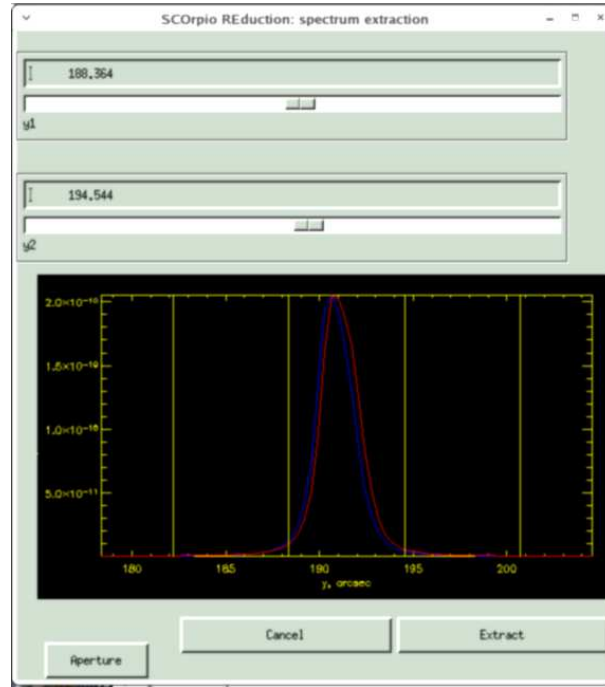 SCOrpio REduction: spectrum extraction
188.364
y1
194.544
y2
2.0×10⁻¹⁰
1.5×10⁻¹⁰
1.0×10⁻¹⁰
5.0×10⁻¹¹
180 185 190 195 200
y, arcsec
Cancel Extract
Aperture